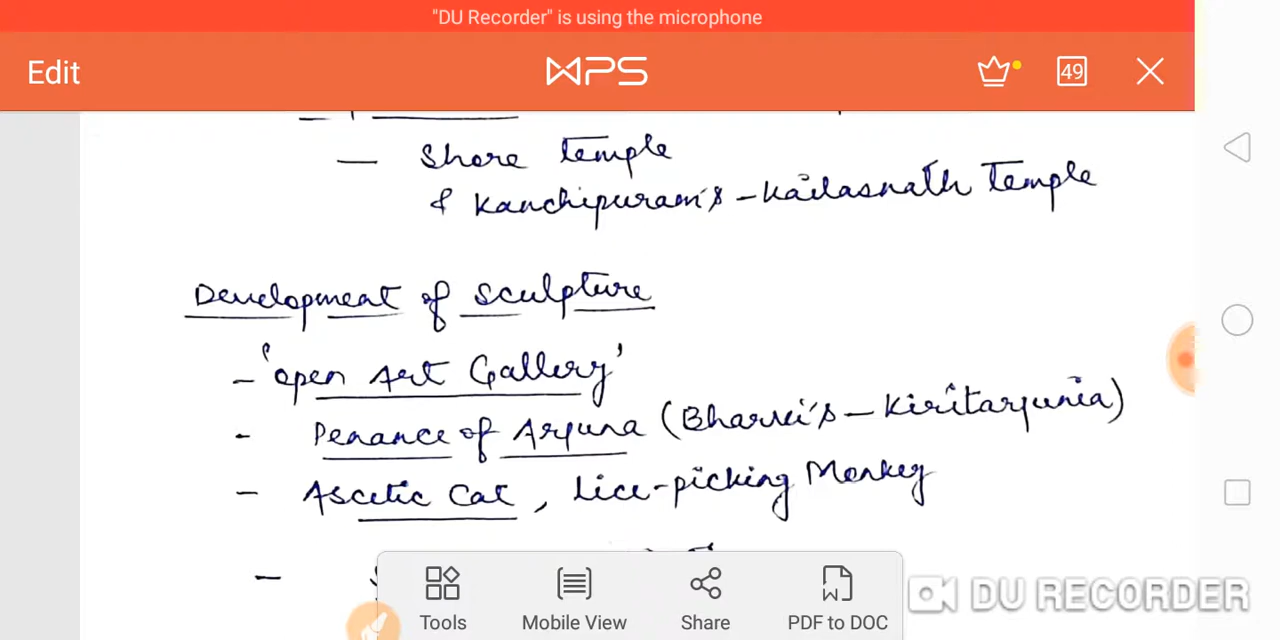 "DU Recorder" is using the microphone
Edit
WPS
49
— Shore temple
& Kanchipuram's - Kailasnath Temple
Development of sculpture
- 'open Art Gallery'
- Penance of Arjuna (Bharvi's - Kiritarjunia)
- Ascetic Cat, Lice-picking Monkey
—
Tools
Mobile View
Share
PDF to DOC
DU RECORDER